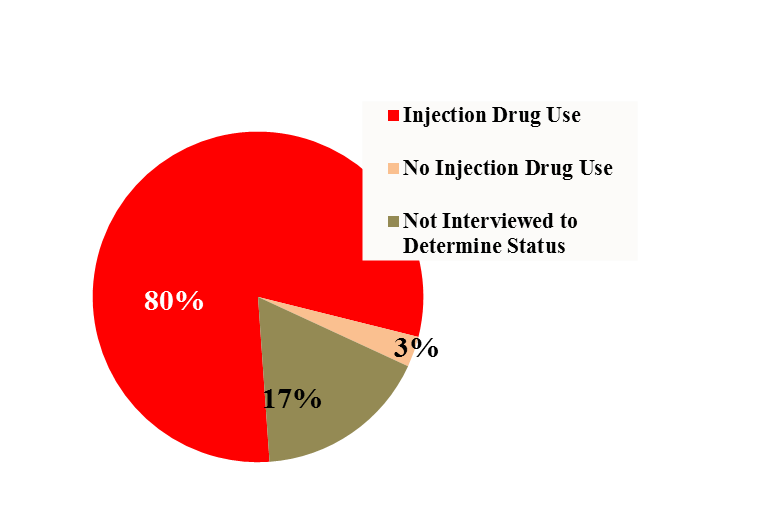 Injection Drug Use
No Injection Drug Use
Not Interviewed to
Determine Status
80%
3%
17%